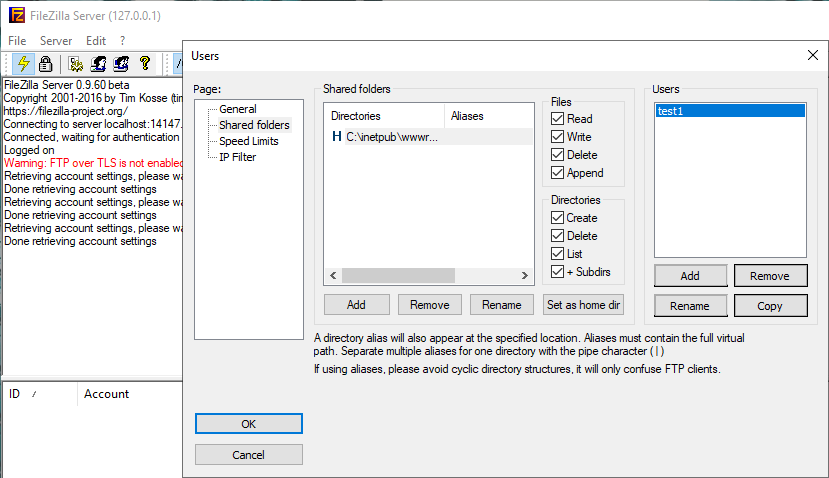 FileZilla Server (127.0.0.1)
File Server Edit ?
Users
FileZilla Server 0.9.60 beta
Copyright 2001-2016 by Tim Kosse (tim
https://filezilla-project.org/
Connecting to server localhost:14147.
Connected, waiting for authentication
Logged on
Warning: FTP over TLS is not enabled
Retrieving account settings, please wa
Done retrieving account settings
Retrieving account settings, please wa
Done retrieving account settings
Retrieving account settings, please wa
Done retrieving account settings
ID / Account
Page:
General
Shared folders
Speed Limits
IP Filter
OK
Cancel
Shared folders
Directories Aliases
H C:\inetpub\wwwr...
Files
Read
Write
Delete
Append
Directories
Create
Delete
List
+ Subdirs
Add Remove Rename Set as home dir
A directory alias will also appear at the specified location. Aliases must contain the full virtual
path. Separate multiple aliases for one directory with the pipe character ( | )
If using aliases, please avoid cyclic directory structures, it will only confuse FTP clients.
Users
test1
Add Remove
Rename Copy